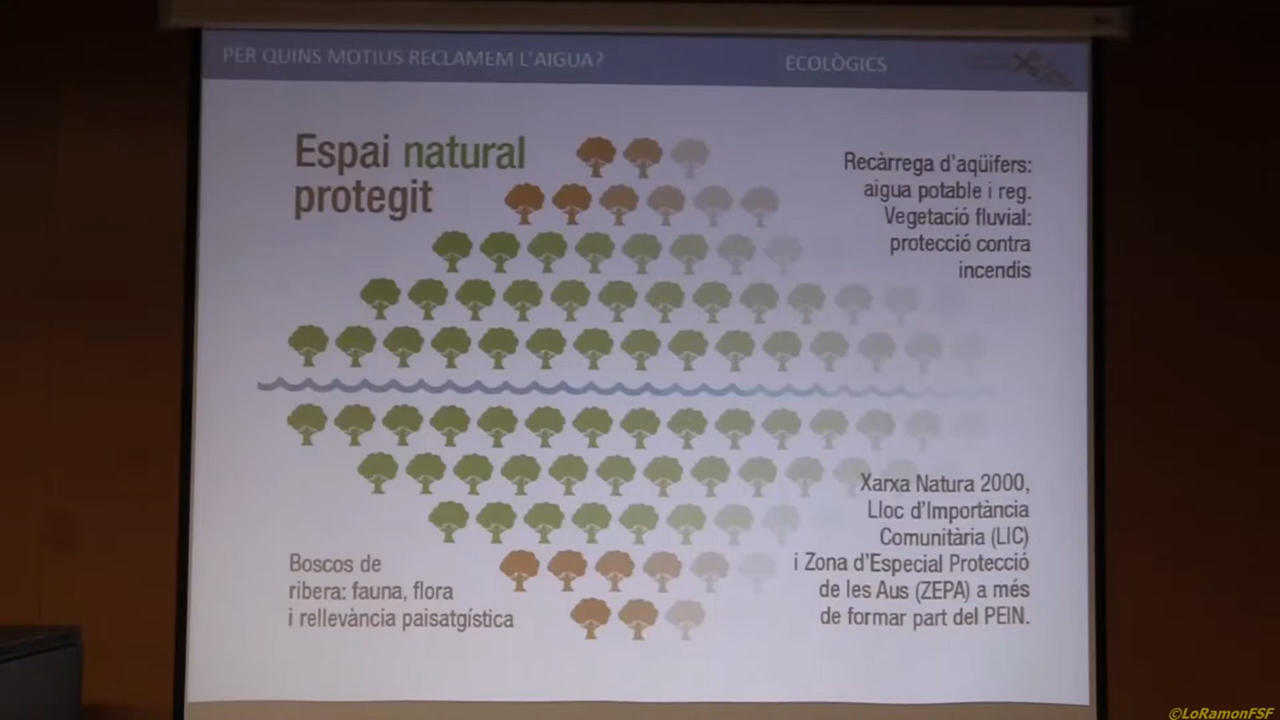 PER QUINS MOTIUS RECLAMEM L'AIGUA?
ECOLÒGICS
Espai natural
protegit
Recàrrega d'aqüifers:
aigua potable i reg.
Vegetació fluvial:
protecció contra
incendis
Xarxa Natura 2000,
Lloc d'Importància
Comunitària (LIC)
i Zona d'Especial Protecció
de les Aus (ZEPA) a més
de formar part del PEIN.
Boscos de
ribera: fauna, flora
i rellevància paisatgística
©LoRamonFSF